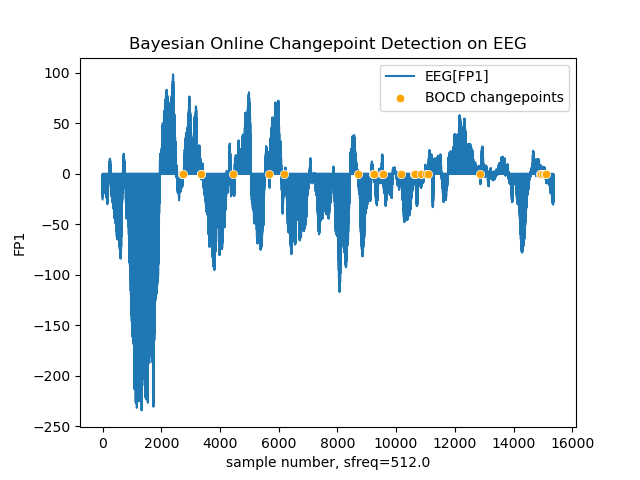 Bayesian Online Changepoint Detection on EEG
EEG[FP1]
BOCD changepoints
100
50
0
−50
−100
−150
−200
−250
FP1
0 2000 4000 6000 8000 10000 12000 14000 16000
sample number, sfreq=512.0